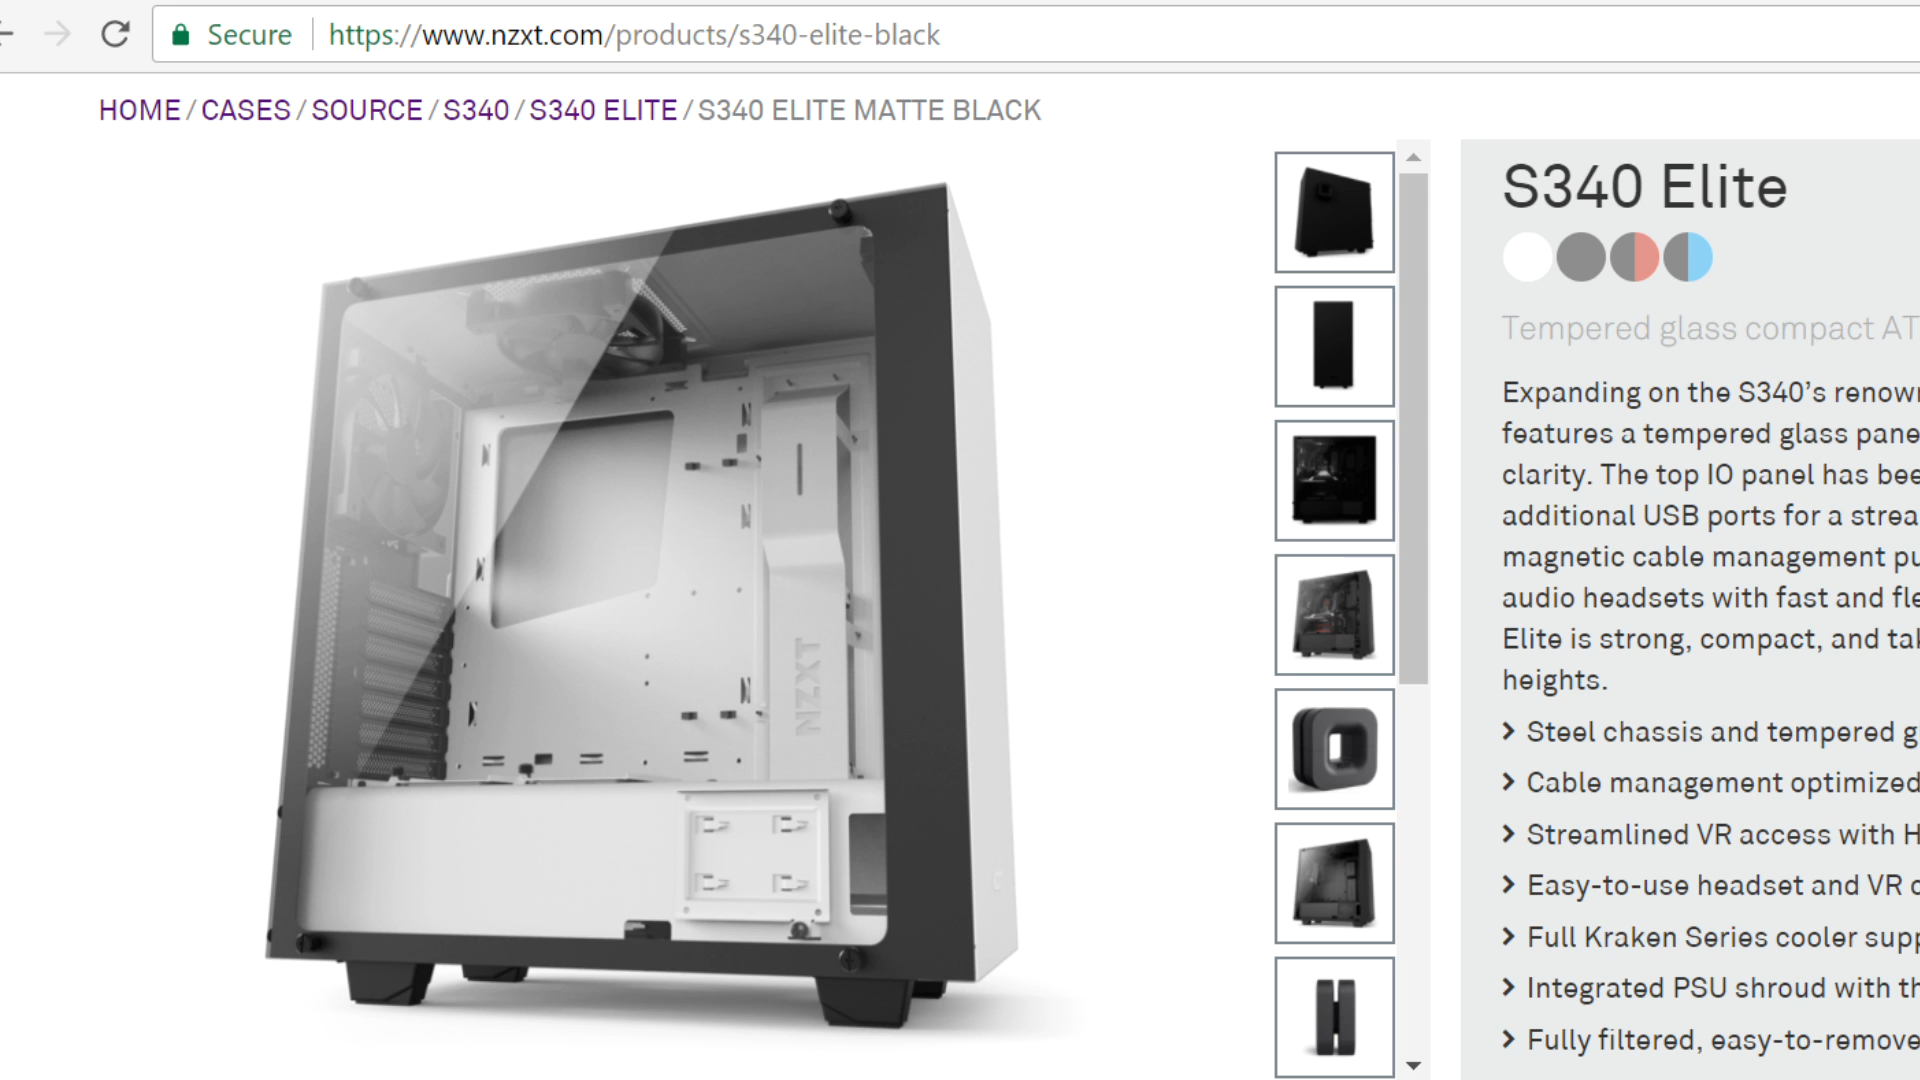 Secure https://www.nzxt.com/products/s340-elite-black
HOME / CASES / SOURCE / S340 / S340 ELITE / S340 ELITE MATTE BLACK
NZXT
S340 Elite
Tempered glass compact AT
Expanding on the S340’s renow
features a tempered glass pane
clarity. The top IO panel has bee
additional USB ports for a strea
magnetic cable management pu
audio headsets with fast and fle
Elite is strong, compact, and tak
heights.
Steel chassis and tempered g
Cable management optimized
Streamlined VR access with H
Easy-to-use headset and VR c
Full Kraken Series cooler supp
Integrated PSU shroud with th
Fully filtered, easy-to-remove